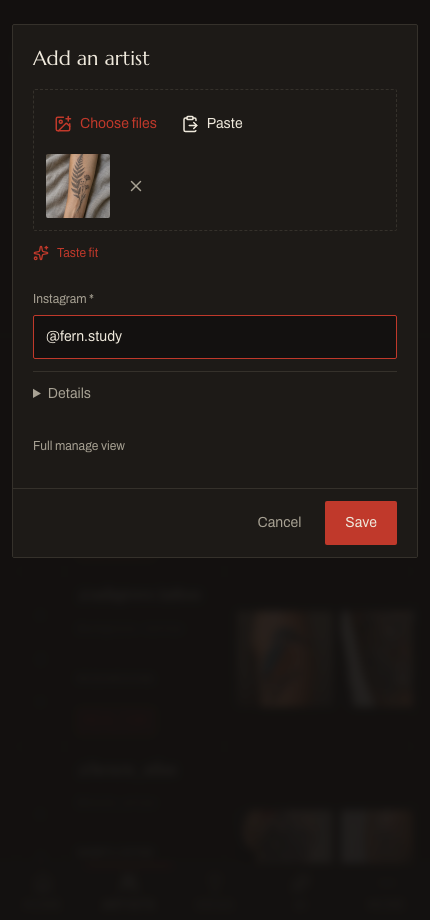 Add an artist
Choose files
Paste
Taste fit
Instagram *
@fern.study
Details
Full manage view
Cancel
Save